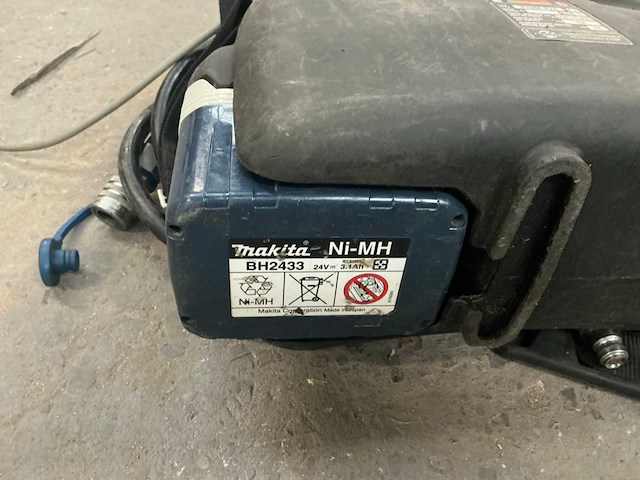 makita Ni-MH
BH2433 24V 3.1Ah
Ni-MH
Makita Corporation Made in Japan